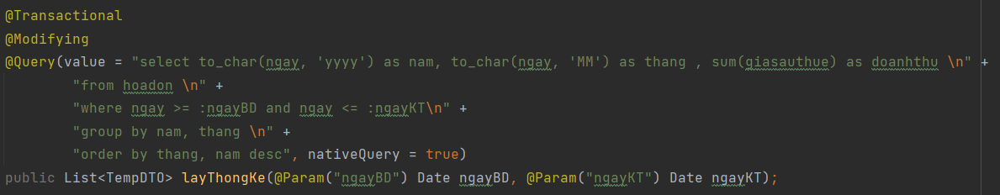 @Transactional
@Modifying
@Query(value = "select to_char(ngay, 'yyyy') as nam, to_char(ngay, 'MM') as thang , sum(giasauthue) as doanhthu \n" +
"from hoadon \n" +
"where ngay >= :ngayBD and ngay <= :ngayKT\n" +
"group by nam, thang \n" +
"order by thang, nam desc", nativeQuery = true)
public List<TempDTO> layThongKe(@Param("ngayBD") Date ngayBD, @Param("ngayKT") Date ngayKT);